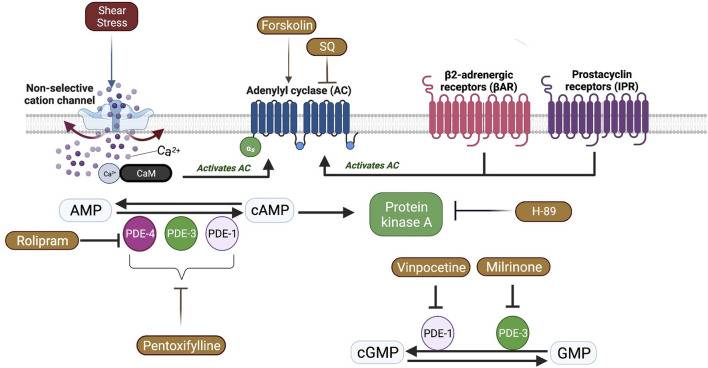 Shear
Stress
Forskolin
SQ
Non-selective
cation channel
Adenylyl cyclase (AC)
β2-adrenergic
receptors (βAR)
Prostacyclin
receptors (IPR)
Ca2+
αs
Ca2+
CaM
Activates AC
Activates AC
AMP
cAMP
Protein
kinase A
H-89
Rolipram
PDE-4
PDE-3
PDE-1
Vinpocetine
Milrinone
Pentoxifylline
PDE-1
PDE-3
cGMP
GMP